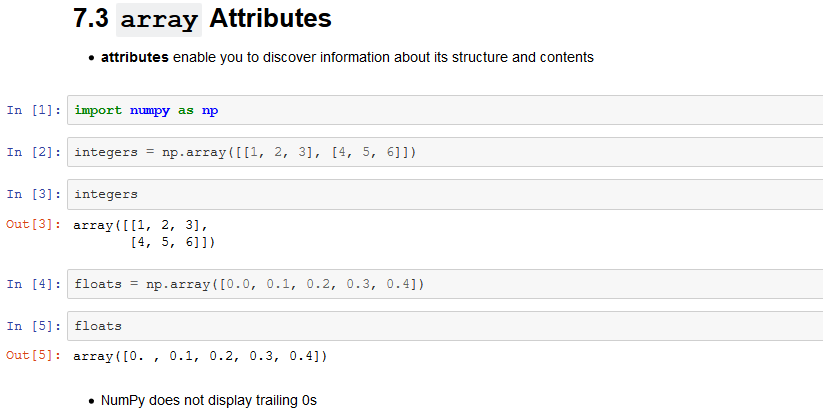 7.3 array Attributes
• attributes enable you to discover information about its structure and contents
In [1]: import numpy as np
In [2]: integers = np.array([[1, 2, 3], [4, 5, 6]])
In [3]: integers
Out[3]: array([[1, 2, 3],
       [4, 5, 6]])
In [4]: floats = np.array([0.0, 0.1, 0.2, 0.3, 0.4])
In [5]: floats
Out[5]: array([0. , 0.1, 0.2, 0.3, 0.4])
• NumPy does not display trailing 0s